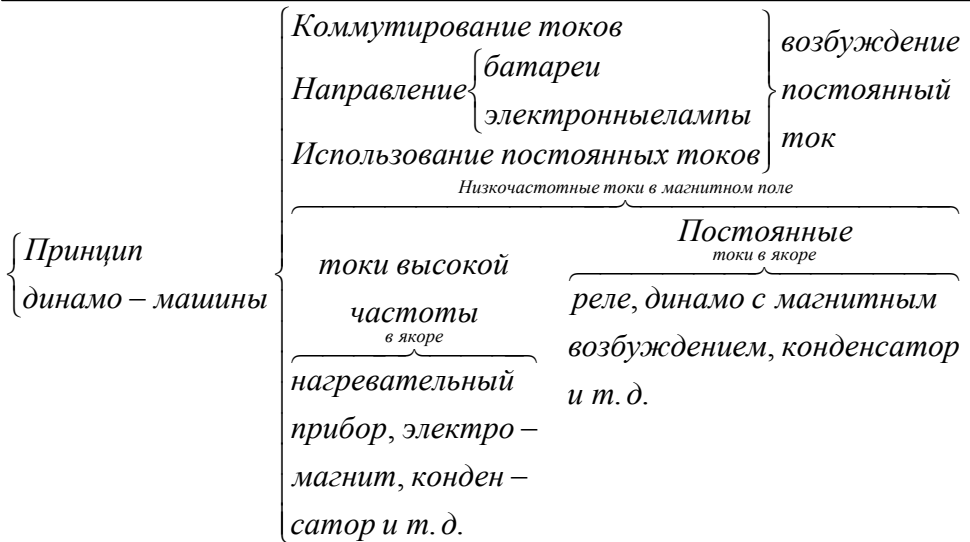 Коммутирование токов
Направление
батареи
электронныелампы
Использование постоянных токов
возбуждение
постоянный
ток
Низкочастотные токи в магнитном поле
Принцип
динамо – машины
токи высокой
частоты
в якоре
нагревательный
прибор, электро –
магнит, конден –
сатор и т. д.
Постоянные
токи в якоре
реле, динамо с магнитным
возбуждением, конденсатор
и т. д.